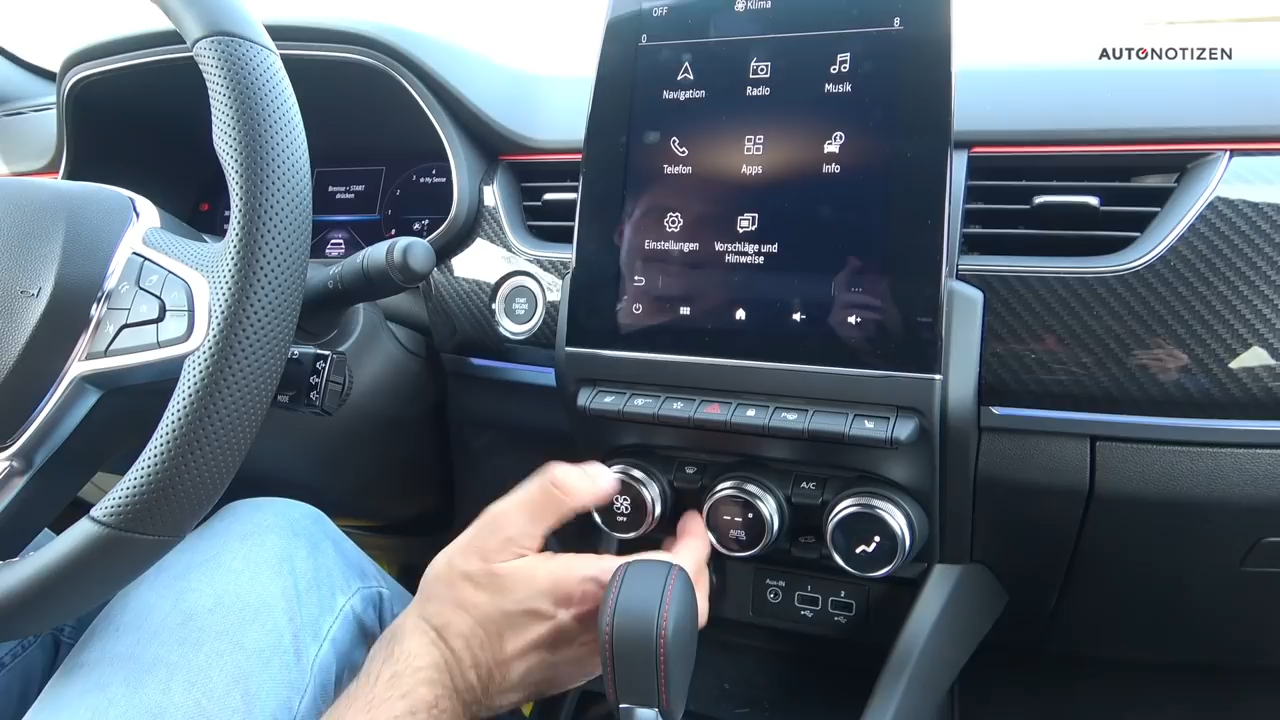 OFF
Klima
0
8
AUTONOTIZEN
Navigation
Radio
Musik
Telefon
Apps
Info
Einstellungen
Vorschläge und
Hinweise
Bremse + START
drücken
My Sense
START
ENGINE
STOP
MODE
OFF
AUTO
A/C
AUX-IN
1
2